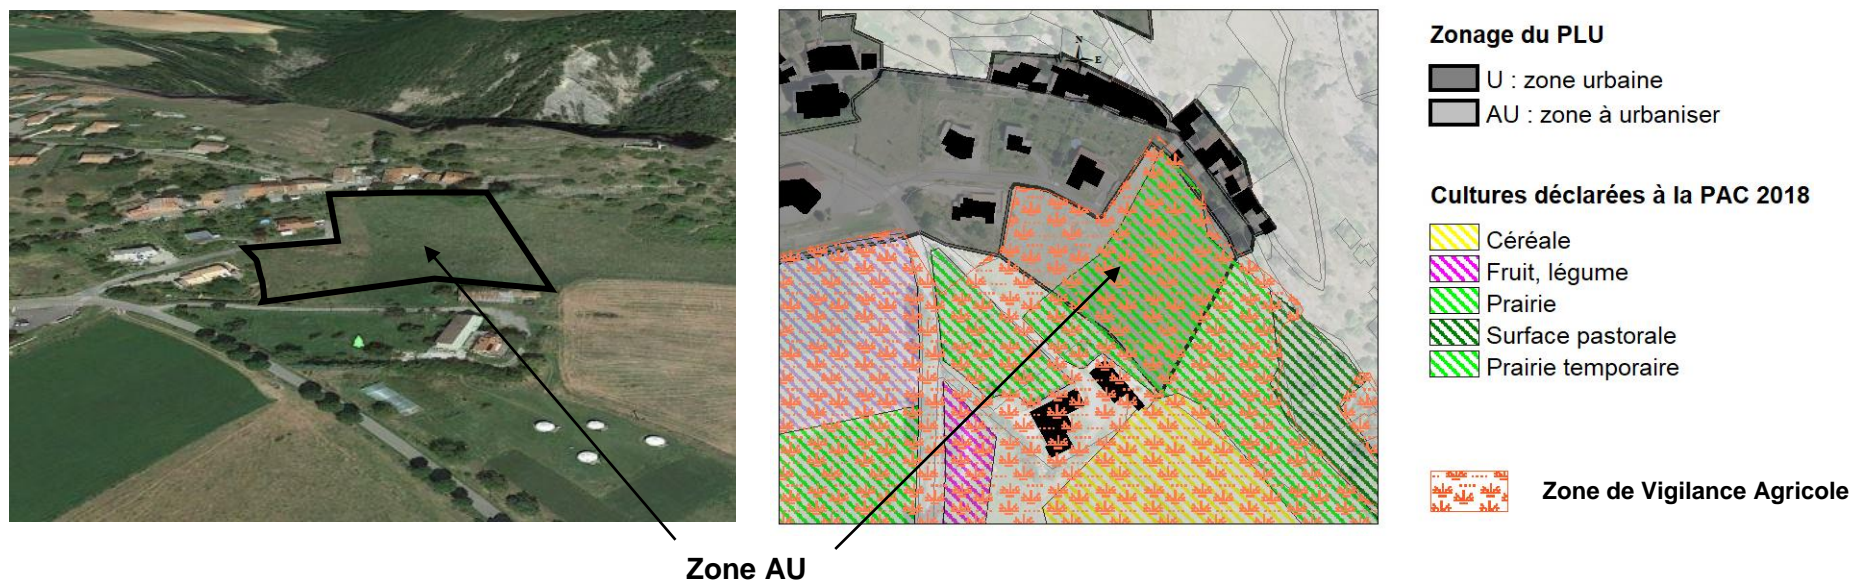 N
E
Zone AU
Zonage du PLU
U : zone urbaine
AU : zone à urbaniser
Cultures déclarées à la PAC 2018
Céréale
Fruit, légume
Prairie
Surface pastorale
Prairie temporaire
Zone de Vigilance Agricole